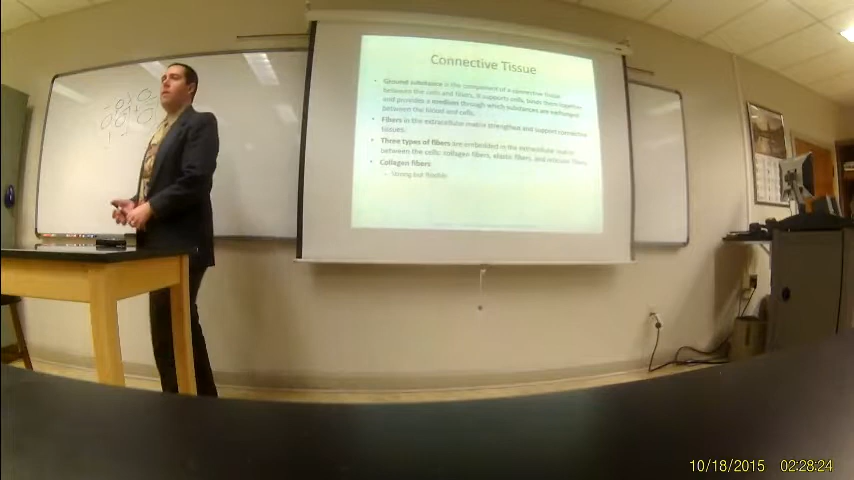 Connective Tissue
• Ground substance is the component of a connective tissue
between the cells and fibers. It supports cells, binds them together
and provides a medium through which substances are exchanged
between the blood and cells.
• Fibers in the extracellular matrix strengthen and support connective
tissues.
• Three types of fibers are embedded in the extracellular matrix
between the cells: collagen fibers, elastic fibers, and reticular fibers
• Collagen fibers
– Strong but flexible
10/18/2015 02:28:24